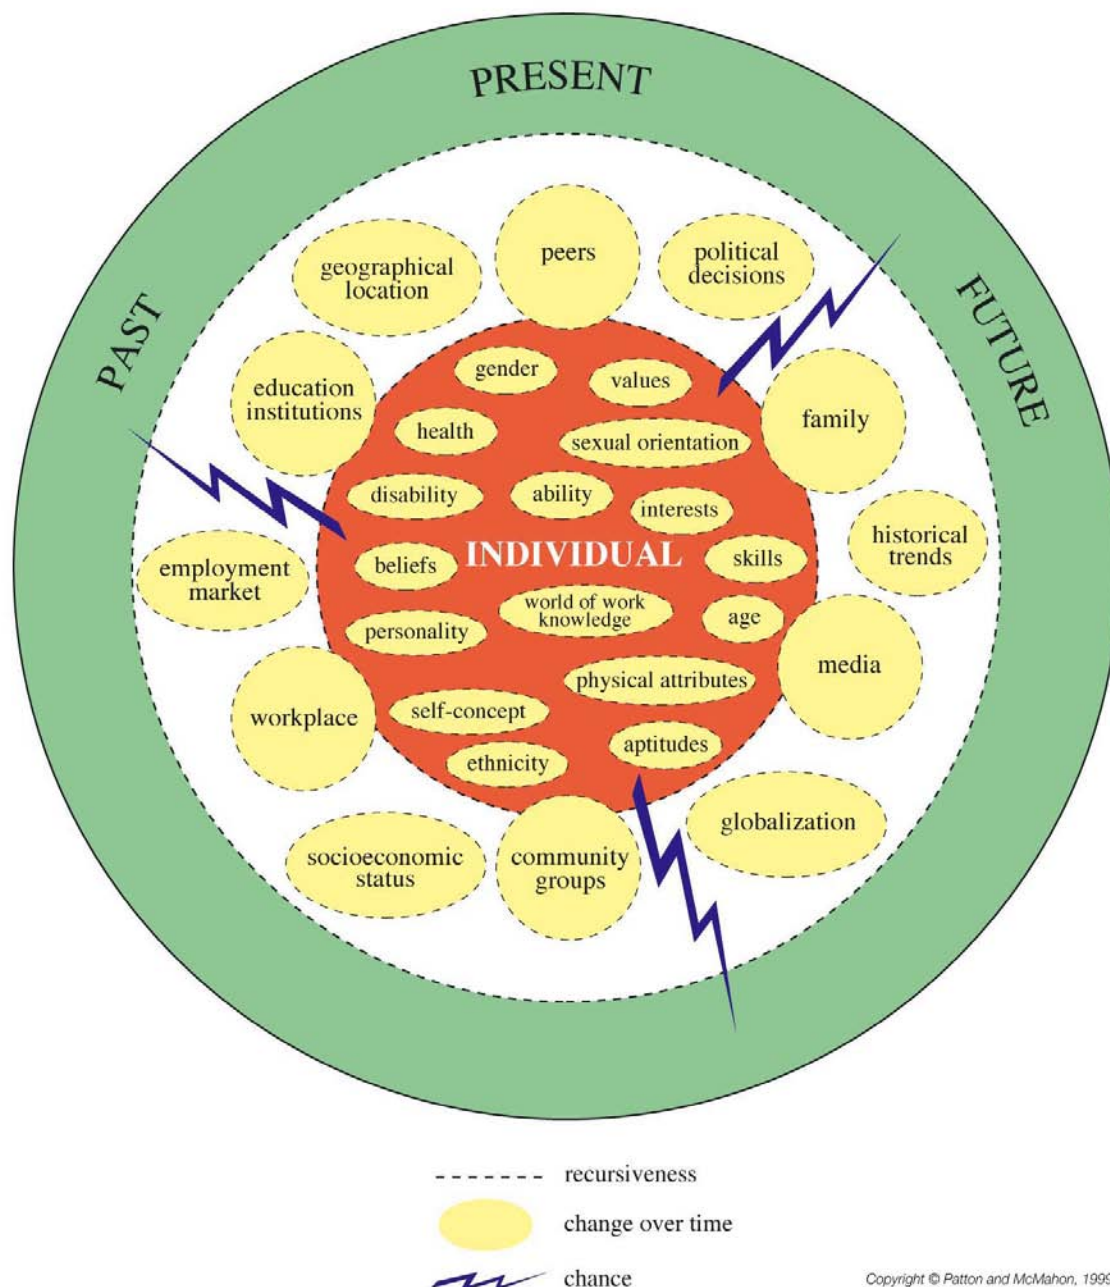 PRESENT
PAST
FUTURE
peers
political
decisions
geographical
location
gender
values
education
institutions
family
health
sexual orientation
disability
ability
interests
historical
trends
INDIVIDUAL
employment
market
beliefs
skills
world of work
knowledge
age
personality
media
physical attributes
workplace
self-concept
aptitudes
ethnicity
globalization
socioeconomic
status
community
groups
recursiveness
change over time
chance
Copyright © Patton and McMahon, 1999